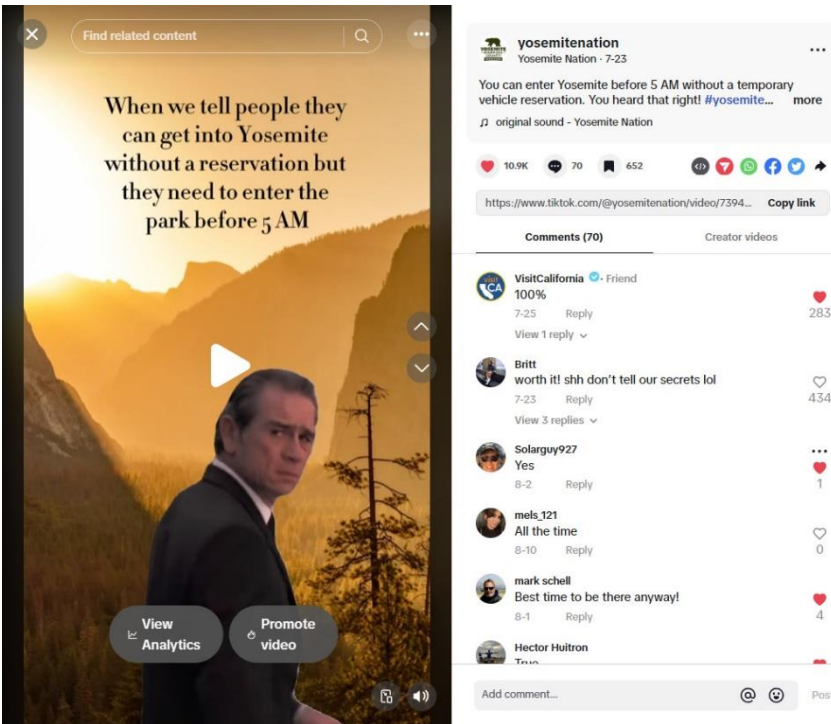 Find related content
When we tell people they
can get into Yosemite
without a reservation but
they need to enter the
park before 5 AM
View
Analytics
Promote
video
yosemitenation
Yosemite Nation · 7-23
You can enter Yosemite before 5 AM without a temporary
vehicle reservation. You heard that right! #yosemite... more
original sound - Yosemite Nation
10.9K 70 652
https://www.tiktok.com/@yosemitenation/video/7394... Copy link
Comments (70) Creator videos
VisitCalifornia · Friend
100%
7-25 Reply 283
View 1 reply
Britt
worth it! shh don't tell our secrets lol
7-23 Reply 434
View 3 replies
Solarguy927
Yes
8-2 Reply 1
mels_121
All the time
8-10 Reply 0
mark schell
Best time to be there anyway!
8-1 Reply 4
Hector Huitron
True
Add comment... Pos